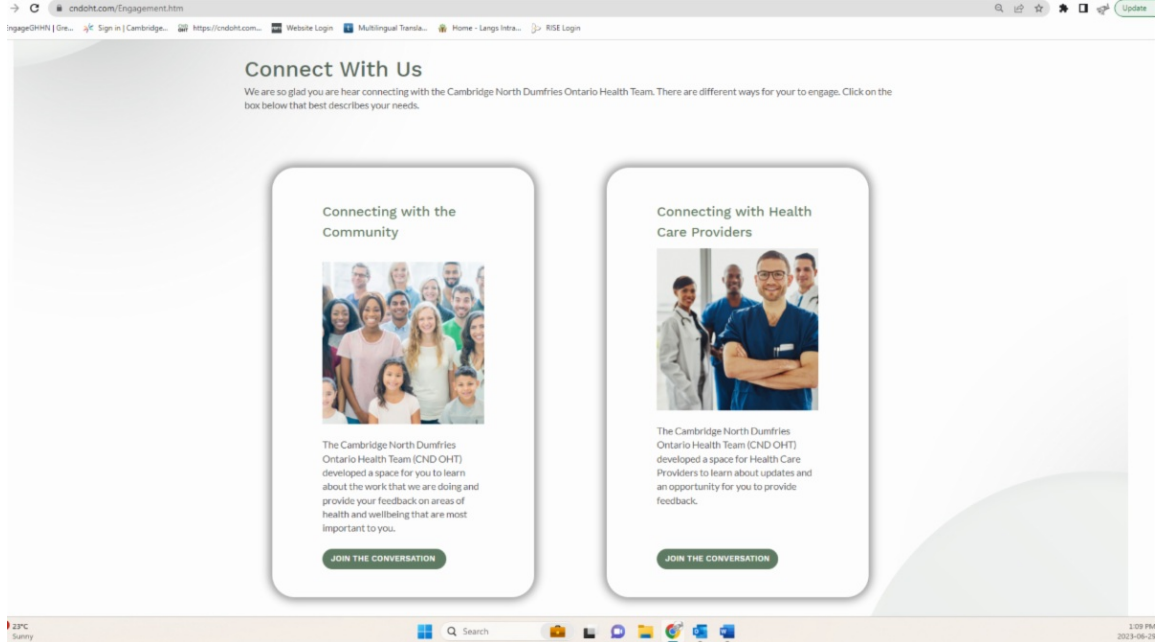 cndoht.com/Engagement.htm
Update
EngageGHHN | Gre... Sign in | Cambridge... https://cndoht.com... Website Login Multilingual Transla... Home - Langs Intra... RISE Login
Connect With Us
We are so glad you are hear connecting with the Cambridge North Dumfries Ontario Health Team. There are different ways for your to engage. Click on the
box below that best describes your needs.
Connecting with the
Community
The Cambridge North Dumfries
Ontario Health Team (CND OHT)
developed a space for you to learn
about the work that we are doing and
provide your feedback on areas of
health and wellbeing that are most
important to you.
JOIN THE CONVERSATION
Connecting with Health
Care Providers
The Cambridge North Dumfries
Ontario Health Team (CND OHT)
developed a space for Health Care
Providers to learn about updates and
an opportunity for you to provide
feedback.
JOIN THE CONVERSATION
23°C
Sunny
Search
1:09 PM